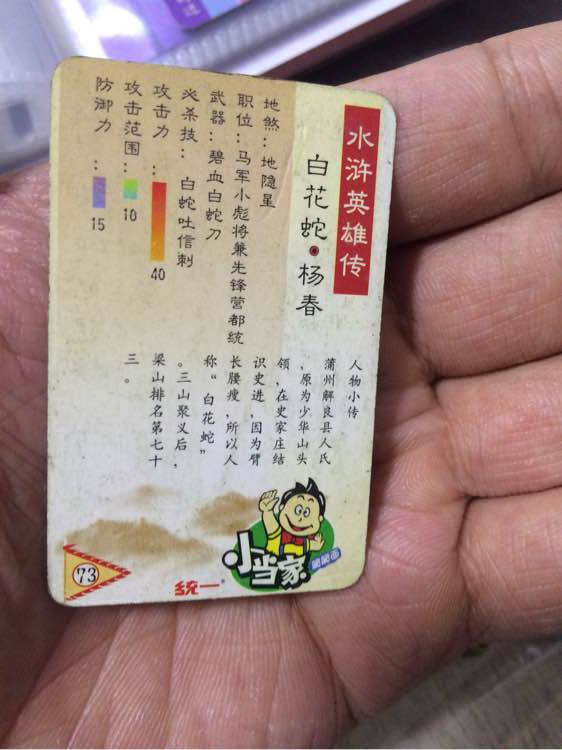 水浒英雄传
白花蛇·杨春
地煞：地隐星
职位：马军小彪将兼先锋营都统
武器：碧血白蛇刀
必杀技：白蛇吐信刺
攻击力：40
攻击范围：10
防御力：15
人物小传
蒲州解良县人氏
，原为少华山头
领，在史家庄结
识史进，因为臂
长腰瘦，所以人
称“白花蛇”
。三山聚义后，
梁山排名第七十
三。
73
统一
小当家